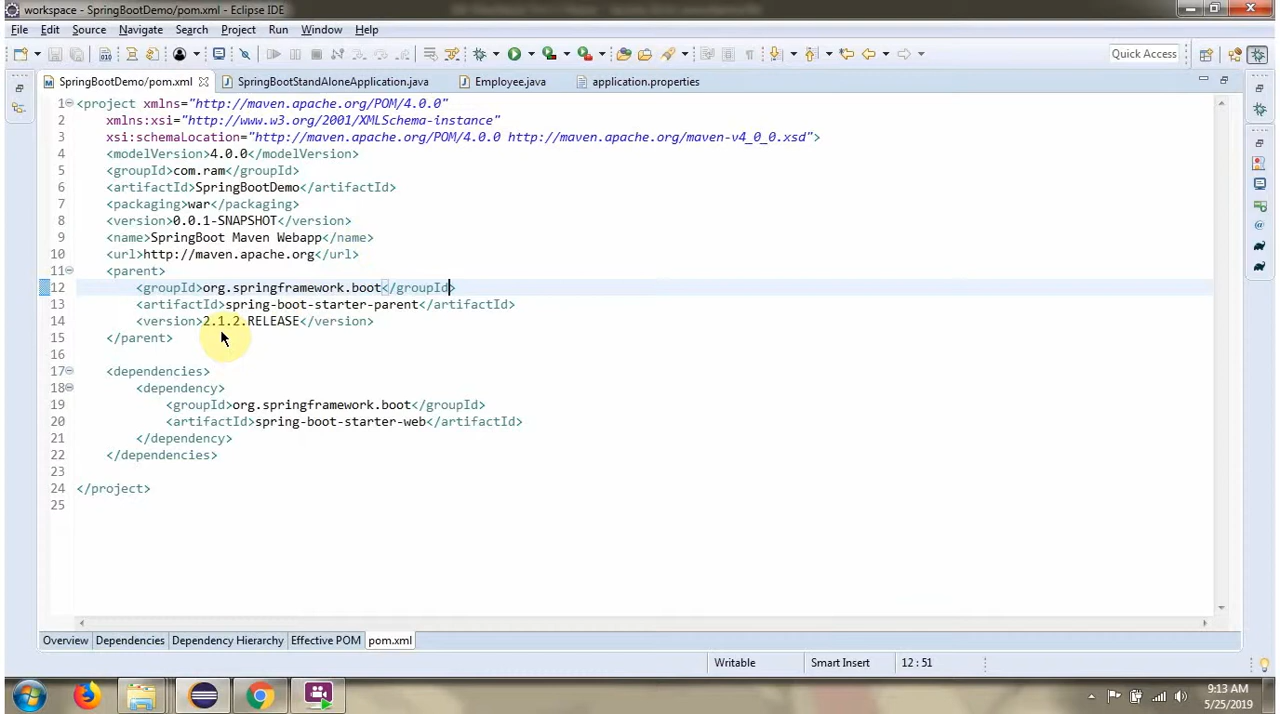 workspace - SpringBootDemo/pom.xml - Eclipse IDE
File Edit Source Navigate Search Project Run Window Help
Quick Access
SpringBootDemo/pom.xml SpringBootStandAloneApplication.java Employee.java application.properties
1 <project xmlns="http://maven.apache.org/POM/4.0.0"
2 xmlns:xsi="http://www.w3.org/2001/XMLSchema-instance"
3 xsi:schemaLocation="http://maven.apache.org/POM/4.0.0 http://maven.apache.org/maven-v4_0_0.xsd">
4 <modelVersion>4.0.0</modelVersion>
5 <groupId>com.ram</groupId>
6 <artifactId>SpringBootDemo</artifactId>
7 <packaging>war</packaging>
8 <version>0.0.1-SNAPSHOT</version>
9 <name>SpringBoot Maven Webapp</name>
10 <url>http://maven.apache.org</url>
11 <parent>
12 <groupId>org.springframework.boot</groupId>
13 <artifactId>spring-boot-starter-parent</artifactId>
14 <version>2.1.2.RELEASE</version>
15 </parent>
16
17 <dependencies>
18 <dependency>
19 <groupId>org.springframework.boot</groupId>
20 <artifactId>spring-boot-starter-web</artifactId>
21 </dependency>
22 </dependencies>
23
24 </project>
25
Overview Dependencies Dependency Hierarchy Effective POM pom.xml
Writable Smart Insert 12 : 51
9:13 AM
5/25/2019